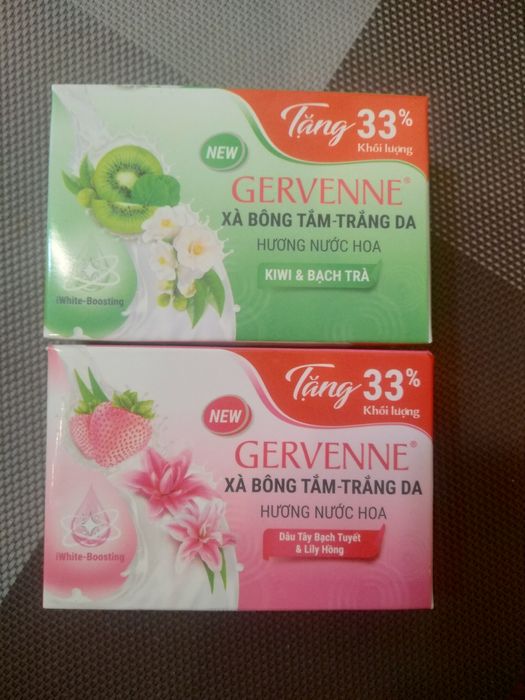 Tặng 33%
Khối lượng
NEW
GERVENNE®
XÀ BÔNG TẮM-TRẮNG DA
HƯƠNG NƯỚC HOA
KIWI & BẠCH TRÀ
iWhite-Boosting
Tặng 33%
Khối lượng
NEW
GERVENNE®
XÀ BÔNG TẮM-TRẮNG DA
HƯƠNG NƯỚC HOA
Dâu Tây Bạch Tuyết
& Lily Hồng
iWhite-Boosting